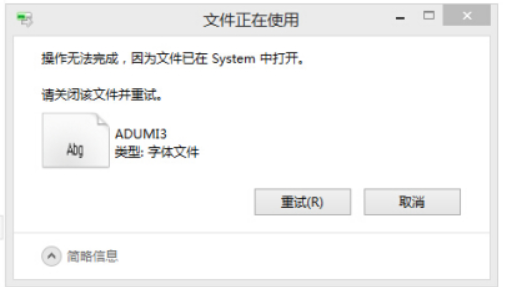 文件正在使用
操作无法完成，因为文件已在 System 中打开。
请关闭该文件并重试。
Abg
ADUMI3
类型: 字体文件
重试(R)
取消
简略信息